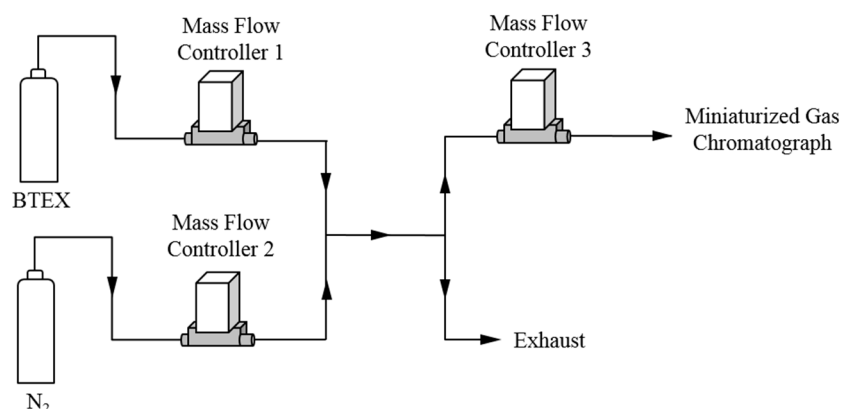 Mass Flow
Controller 1
Mass Flow
Controller 3
Miniaturized Gas
Chromatograph
BTEX
Mass Flow
Controller 2
Exhaust
N₂